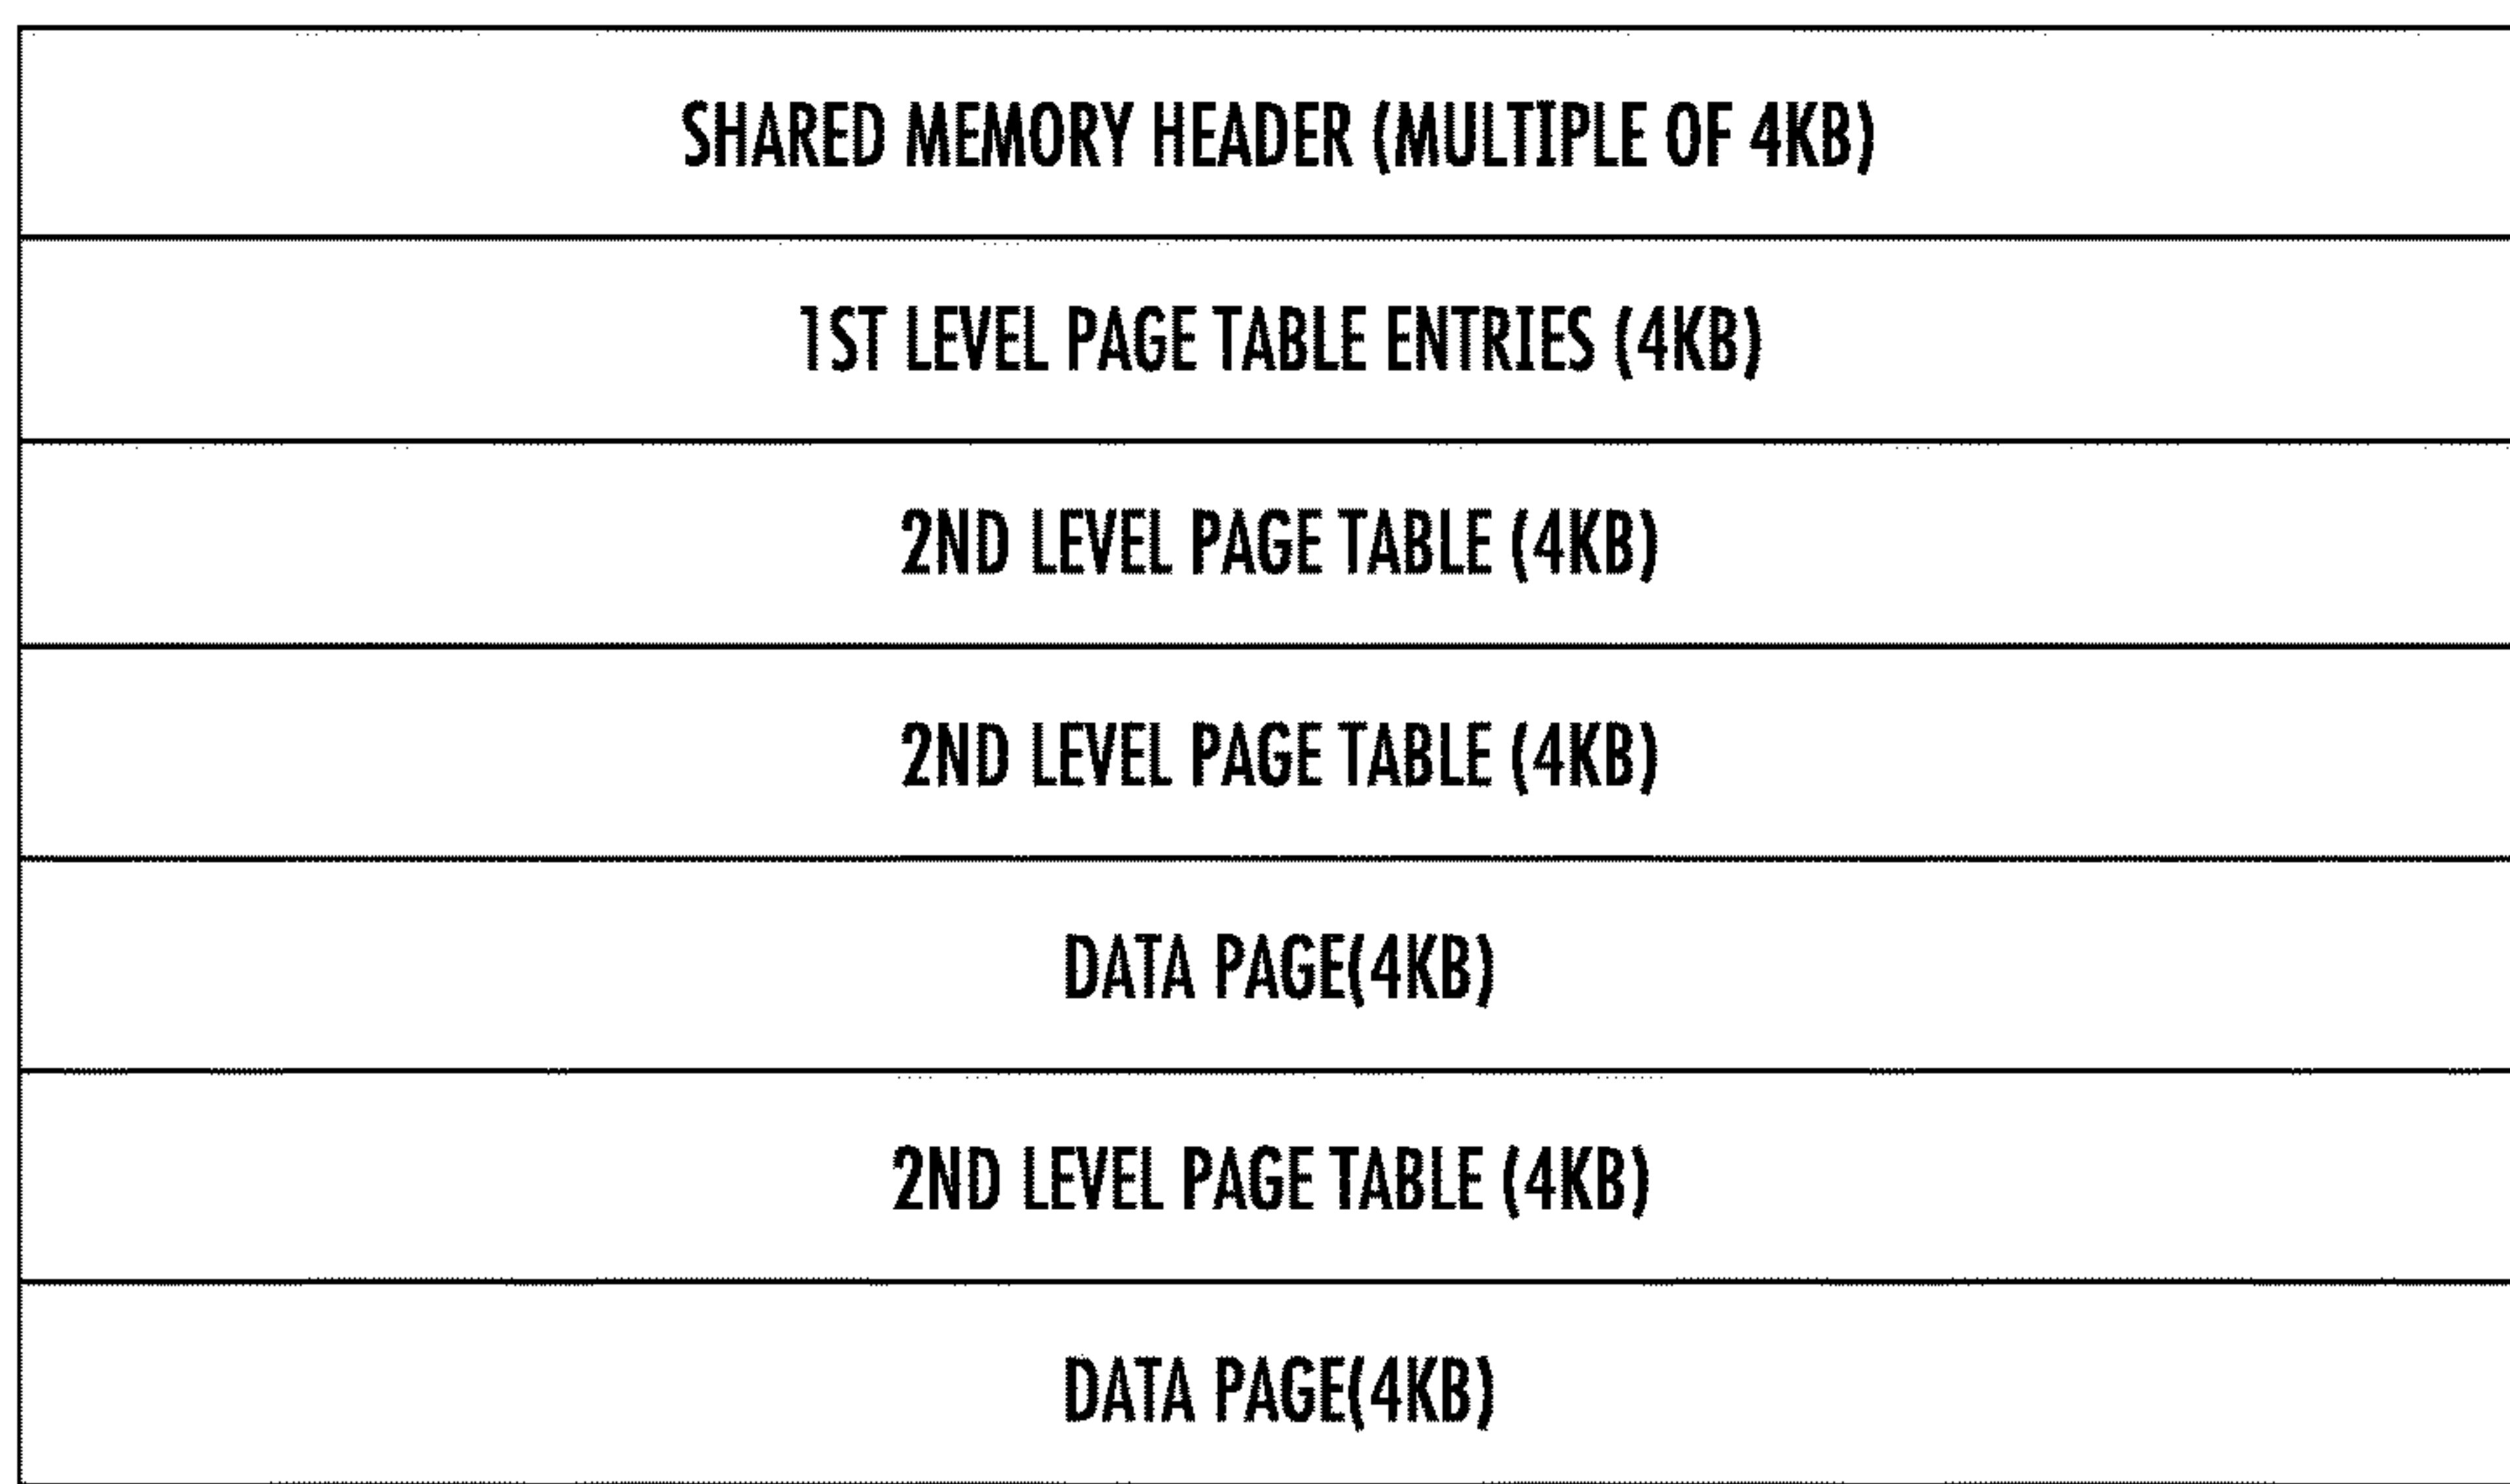 SHARED MEMORY HEADER (MULTIPLE OF 4KB)
1ST LEVEL PAGE TABLE ENTRIES (4KB)
2ND LEVEL PAGE TABLE (4KB)
2ND LEVEL PAGE TABLE (4KB)
DATA PAGE(4KB)
2ND LEVEL PAGE TABLE (4KB)
DATA PAGE(4KB)